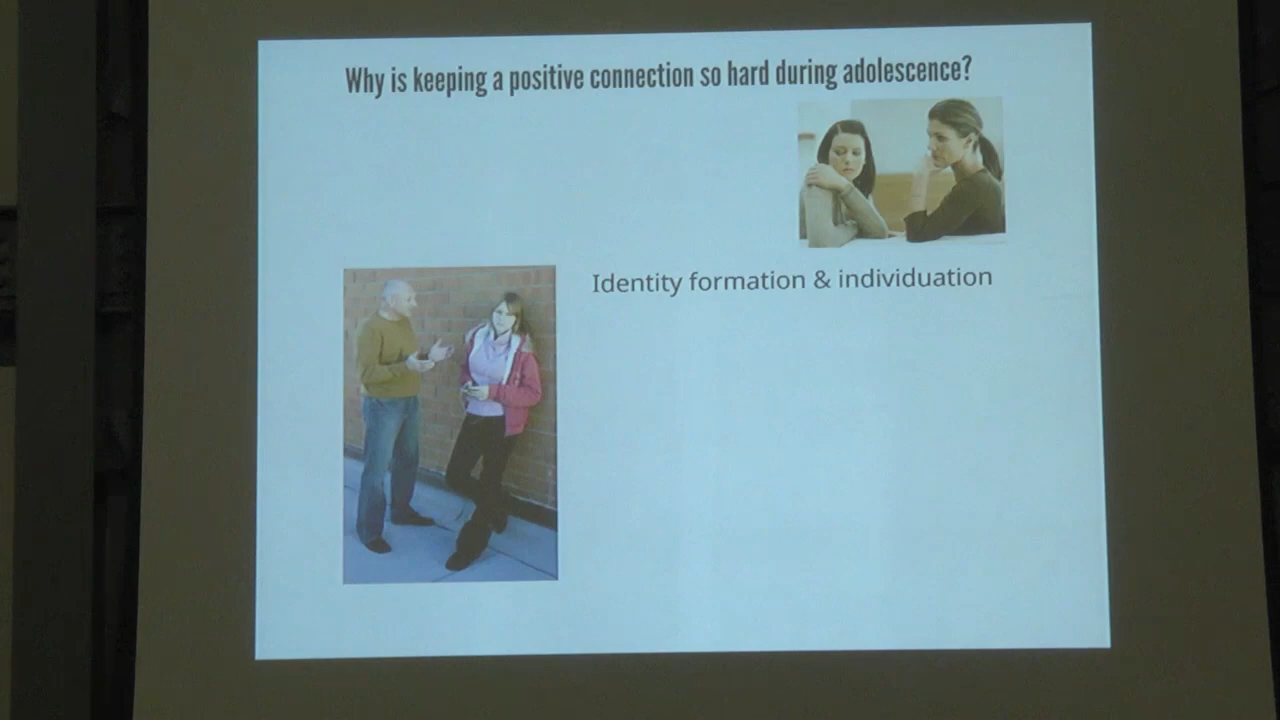 Why is keeping a positive connection so hard during adolescence?
Identity formation & individuation